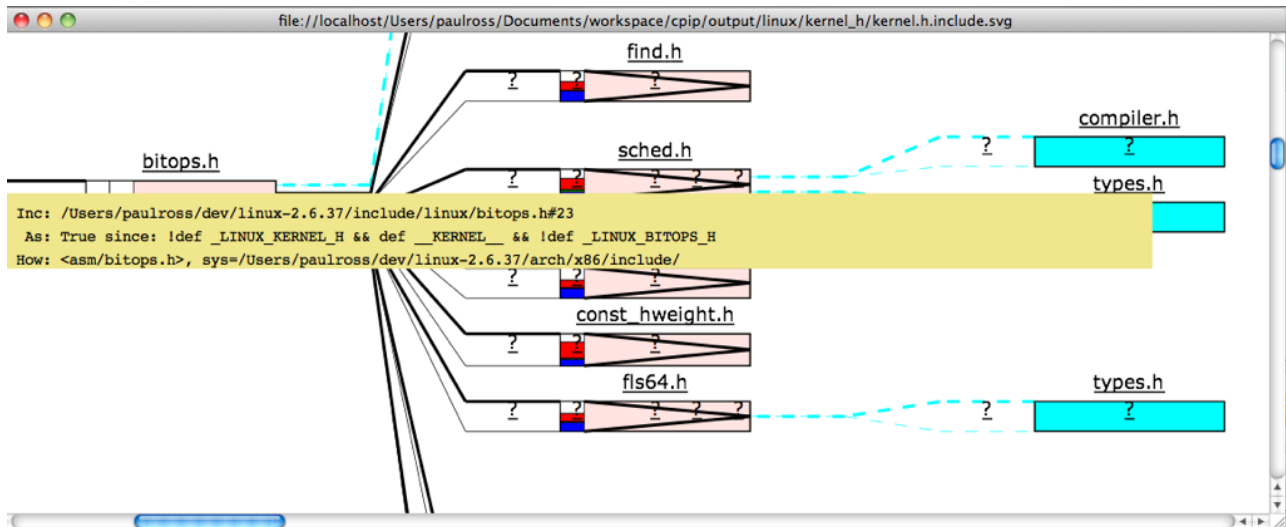 file://localhost/Users/paulross/Documents/workspace/cpip/output/linux/kernel_h/kernel.h.include.svg
find.h
? ? ?
compiler.h
? ?
bitops.h
sched.h
? ? ? ? ?
types.h
Inc: /Users/paulross/dev/linux-2.6.37/include/linux/bitops.h#23
As: True since: !def _LINUX_KERNEL_H && def __KERNEL__ && !def _LINUX_BITOPS_H
How: <asm/bitops.h>, sys=/Users/paulross/dev/linux-2.6.37/arch/x86/include/
? ? ?
const_hweight.h
? ? ?
fls64.h
types.h
? ? ? ? ? ? ?